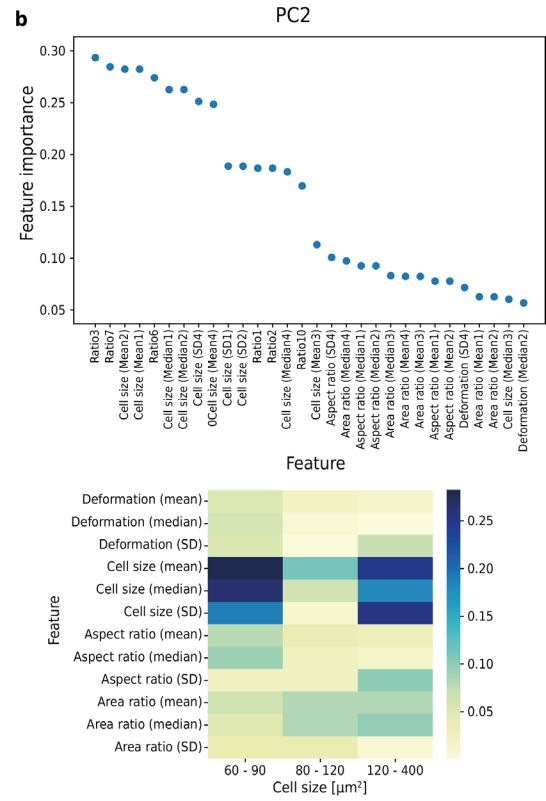 b
PC2
Feature importance
0.30
0.25
0.20
0.15
0.10
0.05
Ratio3
Ratio7
Cell size (Mean2)
Cell size (Mean1)
Ratio6
Cell size (Median1)
Cell size (Median2)
Cell size (SD4)
0Cell size (Mean4)
Cell size (SD1)
Cell size (SD2)
Ratio1
Ratio2
Cell size (Median4)
Ratio10
Cell size (Mean3)
Aspect ratio (SD4)
Area ratio (Median4)
Aspect ratio (Median1)
Aspect ratio (Median2)
Area ratio (Median3)
Area ratio (Mean4)
Area ratio (Mean3)
Aspect ratio (Mean1)
Aspect ratio (Mean2)
Deformation (SD4)
Area ratio (Mean1)
Area ratio (Mean2)
Cell size (Median3)
Deformation (Median2)
Feature
Feature
Deformation (mean)
Deformation (median)
Deformation (SD)
Cell size (mean)
Cell size (median)
Cell size (SD)
Aspect ratio (mean)
Aspect ratio (median)
Aspect ratio (SD)
Area ratio (mean)
Area ratio (median)
Area ratio (SD)
60 - 90
80 - 120
120 - 400
Cell size [μm²]
0.25
0.20
0.15
0.10
0.05